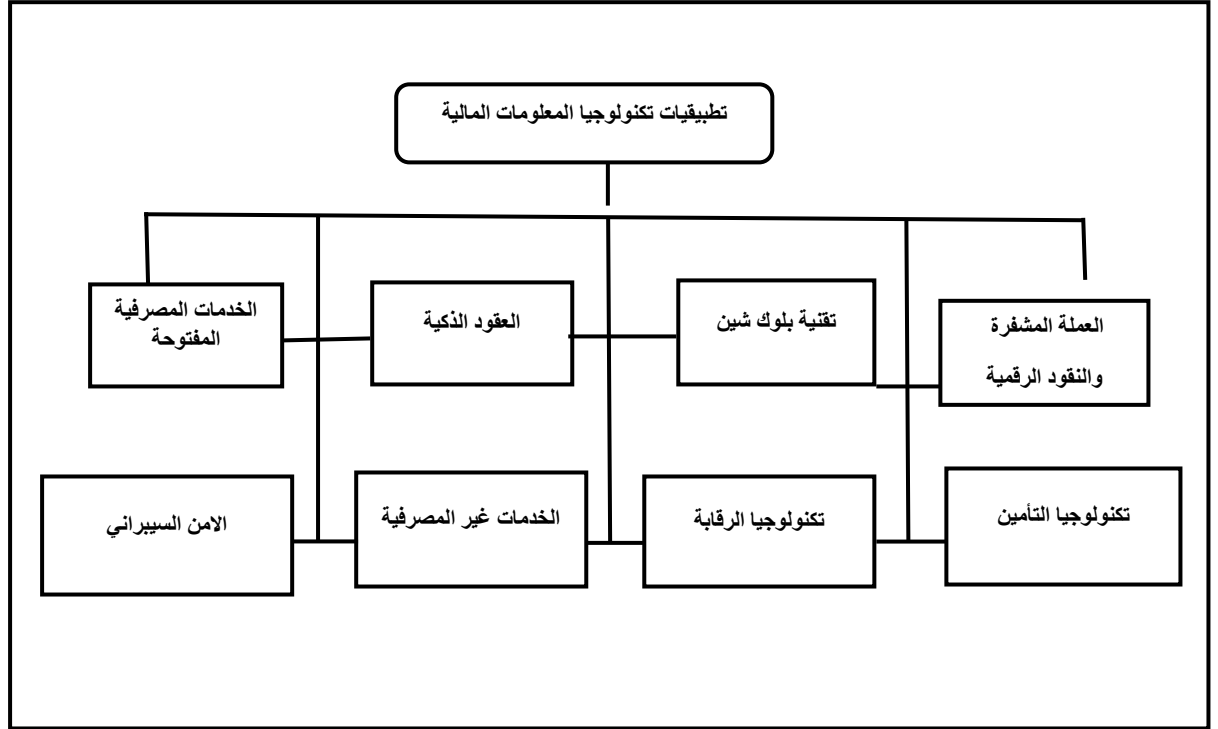 تطبيقيات تكنولوجيا المعلومات المالية
العملة المشفرة
والنقود الرقمية
تقنية بلوك شين
العقود الذكية
الخدمات المصرفية
المفتوحة
تكنولوجيا التأمين
تكنولوجيا الرقابة
الخدمات غير المصرفية
الامن السيبراني